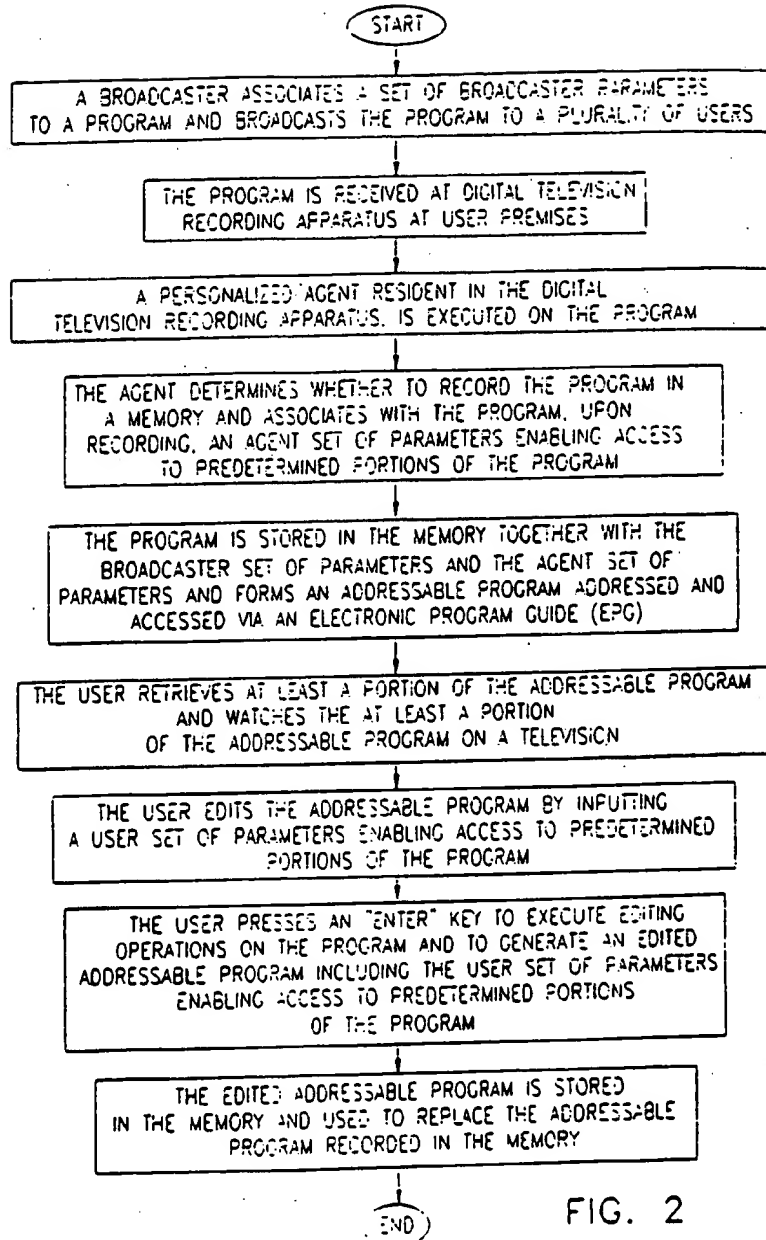 START
A BROADCASTER ASSOCIATES A SET OF BROADCASTER PARAMETERS
TO A PROGRAM AND BROADCASTS THE PROGRAM TO A PLURALITY OF USERS
THE PROGRAM IS RECEIVED AT DIGITAL TELEVISION
RECORDING APPARATUS AT USER PREMISES
A PERSONALIZED AGENT RESIDENT IN THE DIGITAL
TELEVISION RECORDING APPARATUS, IS EXECUTED ON THE PROGRAM
THE AGENT DETERMINES WHETHER TO RECORD THE PROGRAM IN
A MEMORY AND ASSOCIATES WITH THE PROGRAM, UPON
RECORDING, AN AGENT SET OF PARAMETERS ENABLING ACCESS
TO PREDETERMINED PORTIONS OF THE PROGRAM
THE PROGRAM IS STORED IN THE MEMORY TOGETHER WITH THE
BROADCASTER SET OF PARAMETERS AND THE AGENT SET OF
PARAMETERS AND FORMS AN ADDRESSABLE PROGRAM ADDRESSED AND
ACCESSED VIA AN ELECTRONIC PROGRAM GUIDE (EPG)
THE USER RETRIEVES AT LEAST A PORTION OF THE ADDRESSABLE PROGRAM
AND WATCHES THE AT LEAST A PORTION
OF THE ADDRESSABLE PROGRAM ON A TELEVISION
THE USER EDITS THE ADDRESSABLE PROGRAM BY INPUTTING
A USER SET OF PARAMETERS ENABLING ACCESS TO PREDETERMINED
PORTIONS OF THE PROGRAM
THE USER PRESSES AN "ENTER" KEY TO EXECUTE EDITING
OPERATIONS ON THE PROGRAM AND TO GENERATE AN EDITED
ADDRESSABLE PROGRAM INCLUDING THE USER SET OF PARAMETERS
ENABLING ACCESS TO PREDETERMINED PORTIONS
OF THE PROGRAM
THE EDITED ADDRESSABLE PROGRAM IS STORED
IN THE MEMORY AND USED TO REPLACE THE ADDRESSABLE
PROGRAM RECORDED IN THE MEMORY
END
FIG. 2